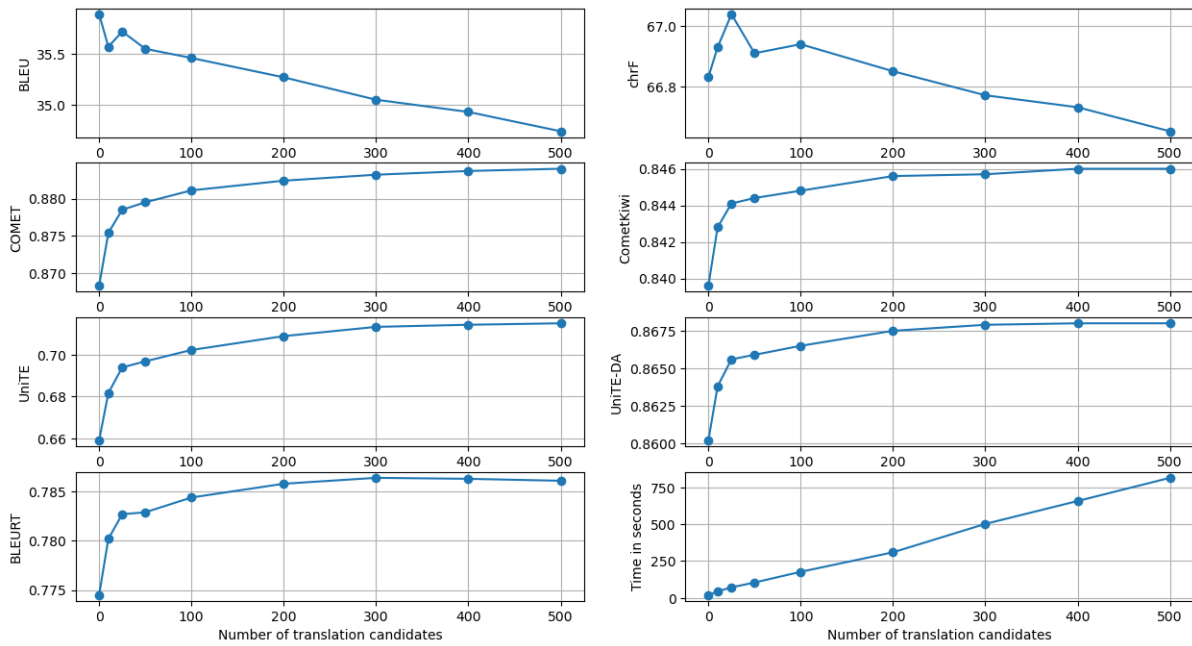 BLEU
35.5
35.0
0 100 200 300 400 500
chrF
67.0
66.8
0 100 200 300 400 500
COMET
0.880
0.875
0.870
0 100 200 300 400 500
CometKiwi
0.846
0.844
0.842
0.840
0 100 200 300 400 500
UniTE
0.70
0.68
0.66
0 100 200 300 400 500
UniTE-DA
0.8675
0.8650
0.8625
0.8600
0 100 200 300 400 500
BLEURT
0.785
0.780
0.775
0 100 200 300 400 500
Number of translation candidates
Time in seconds
750
500
250
0
0 100 200 300 400 500
Number of translation candidates